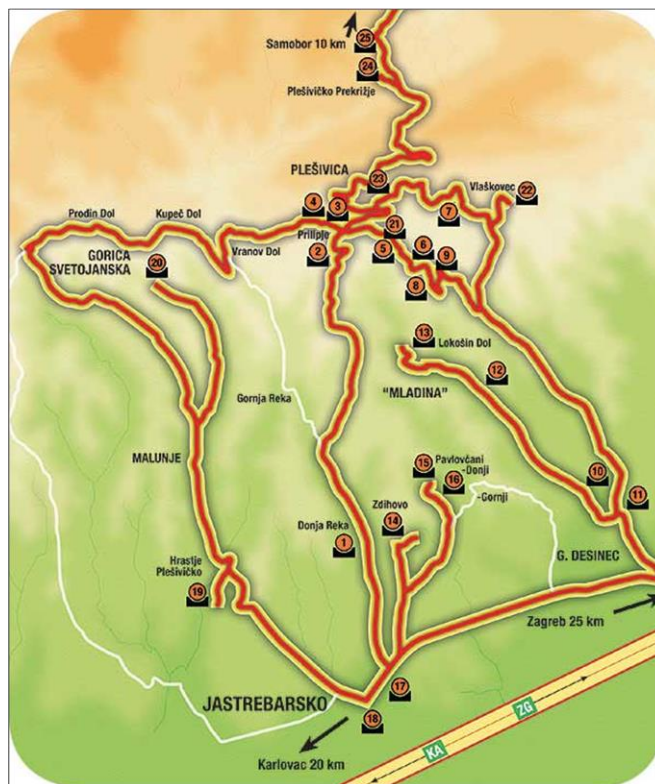 25
Samobor 10 km
24
Plešivičko Prekrižje
PLEŠIVICA
23
Vlaškovec
22
4
3
7
Prodin Dol
Kupeč Dol
21
Prilipje
Vranov Dol
2
5
6
9
GORICA
SVETOJANSKA
20
8
13
Lokošin Dol
12
"MLADINA"
Gornja Reka
MALUNJE
15
Pavlovčani
-Donji
16
-Gornji
10
11
Zdihovo
14
Donja Reka
1
G. DESINEC
Hrastje
Plešivičko
19
Zagreb 25 km
17
JASTREBARSKO
18
Karlovac 20 km
ZG
KA